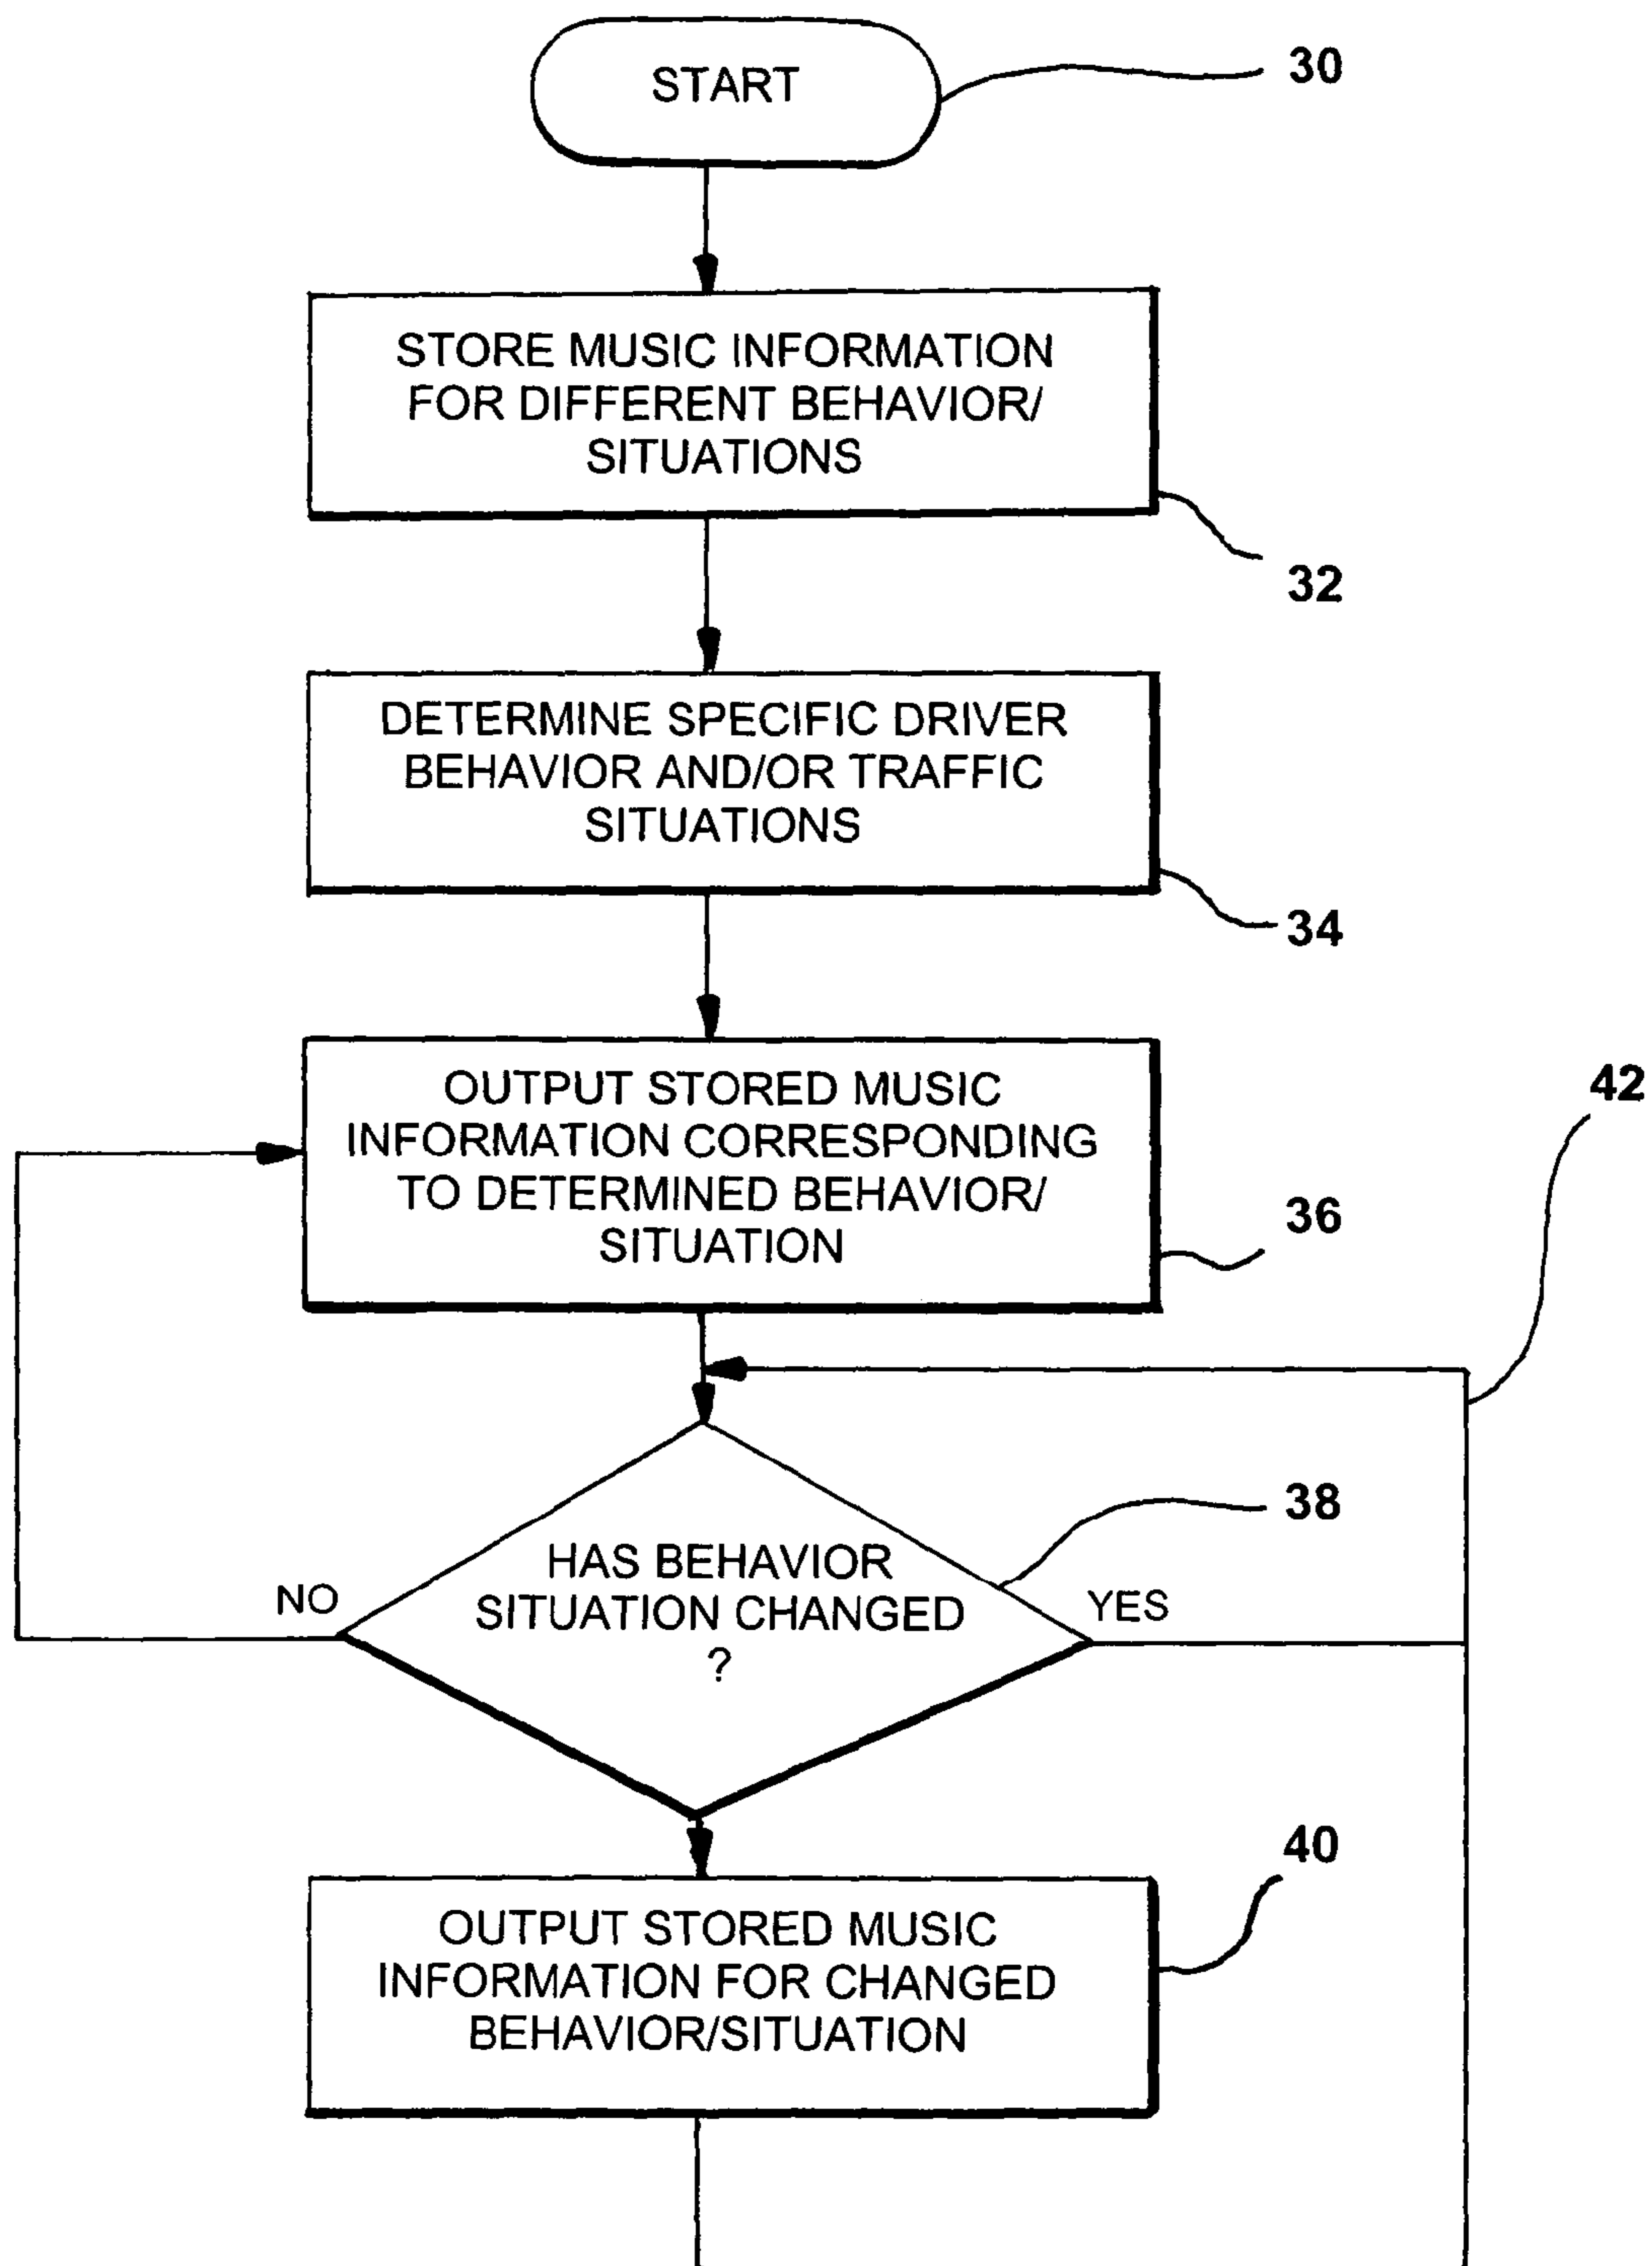 START
30
STORE MUSIC INFORMATION
FOR DIFFERENT BEHAVIOR/
SITUATIONS
32
DETERMINE SPECIFIC DRIVER
BEHAVIOR AND/OR TRAFFIC
SITUATIONS
34
OUTPUT STORED MUSIC
INFORMATION CORRESPONDING
TO DETERMINED BEHAVIOR/
SITUATION
36
42
38
HAS BEHAVIOR
SITUATION CHANGED
?
NO
YES
40
OUTPUT STORED MUSIC
INFORMATION FOR CHANGED
BEHAVIOR/SITUATION